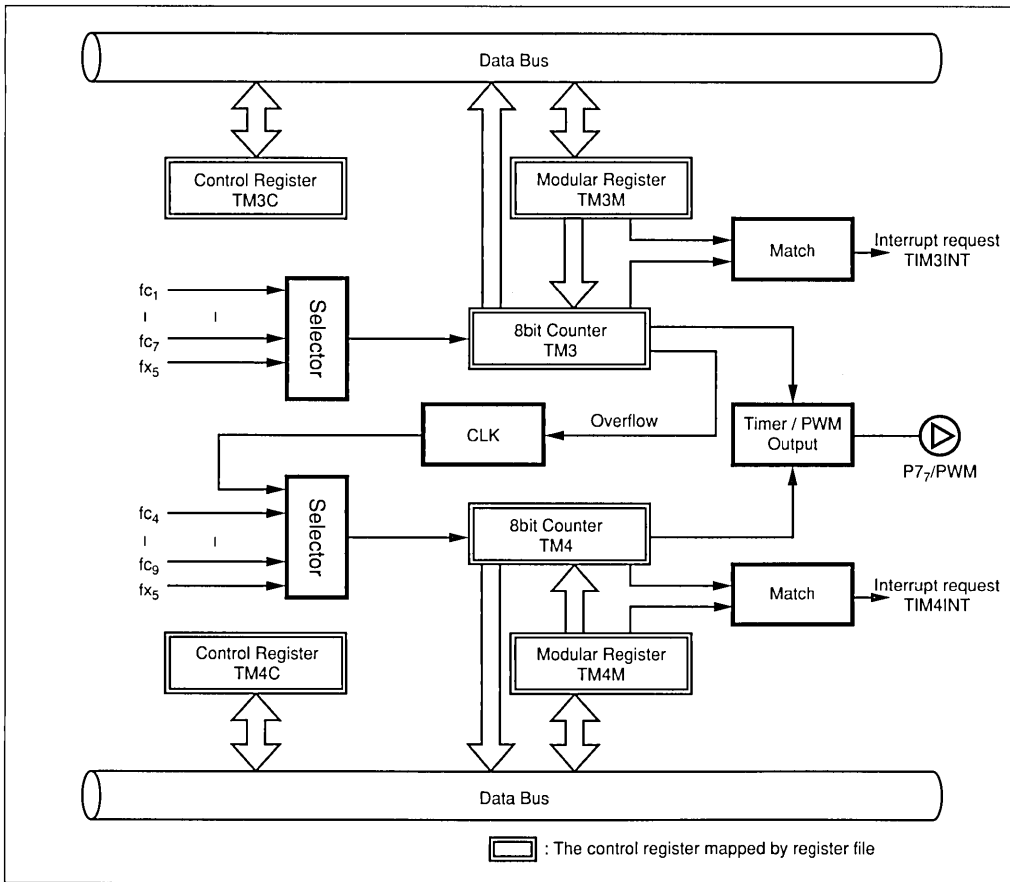 Data Bus
Control Register
TM3C
Modular Register
TM3M
Match
Interrupt request
TIM3INT
fc₁
fc₇
fx₅
Selector
8bit Counter
TM3
CLK
Overflow
Timer / PWM
Output
P7₇/PWM
fc₄
fc₉
fx₅
Selector
8bit Counter
TM4
Match
Interrupt request
TIM4INT
Control Register
TM4C
Modular Register
TM4M
Data Bus
: The control register mapped by register file